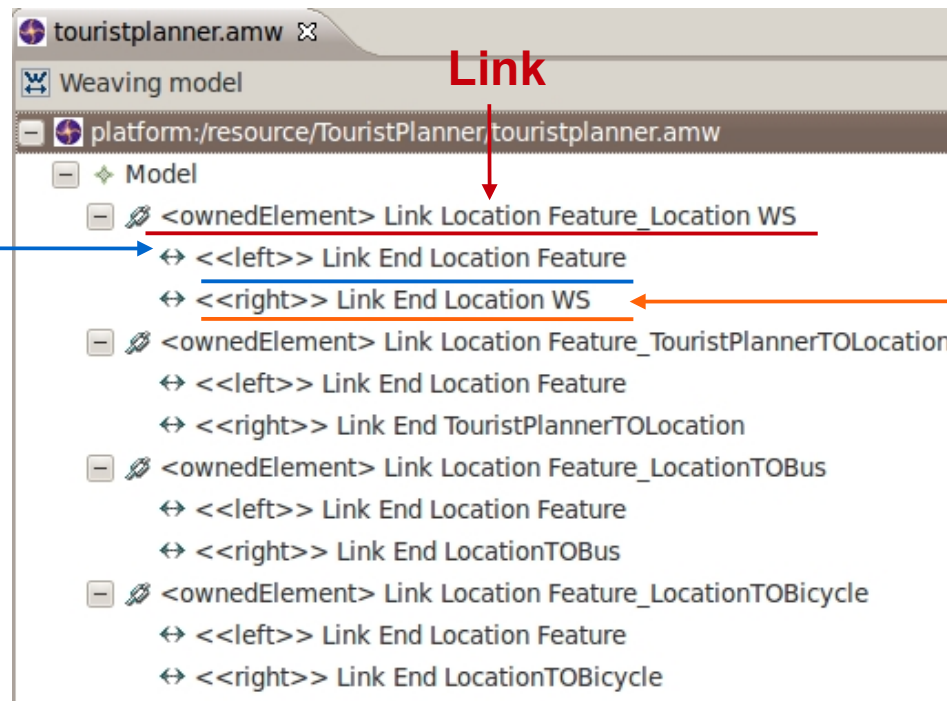 touristplanner.amw
Weaving model
Link
platform:/resource/TouristPlanner/touristplanner.amw
Model
<ownedElement> Link Location Feature_Location WS
<<left>> Link End Location Feature
<<right>> Link End Location WS
<ownedElement> Link Location Feature_TouristPlannerTOLocation
<<left>> Link End Location Feature
<<right>> Link End TouristPlannerTOLocation
<ownedElement> Link Location Feature_LocationTOBus
<<left>> Link End Location Feature
<<right>> Link End LocationTOBus
<ownedElement> Link Location Feature_LocationTOBicycle
<<left>> Link End Location Feature
<<right>> Link End LocationTOBicycle